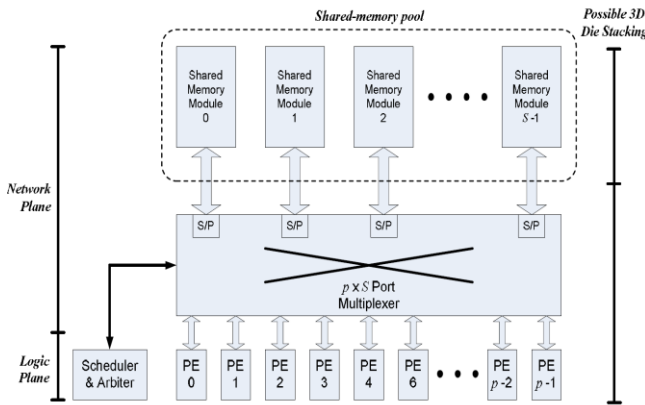 Shared-memory pool
Possible 3D
Die Stacking
Shared
Memory
Module
0
Shared
Memory
Module
1
Shared
Memory
Module
2
Shared
Memory
Module
S-1
Network
Plane
S/P
S/P
S/P
S/P
p x S Port
Multiplexer
Logic
Plane
Scheduler
& Arbiter
PE
0
PE
1
PE
2
PE
3
PE
4
PE
6
PE
p-2
PE
p-1